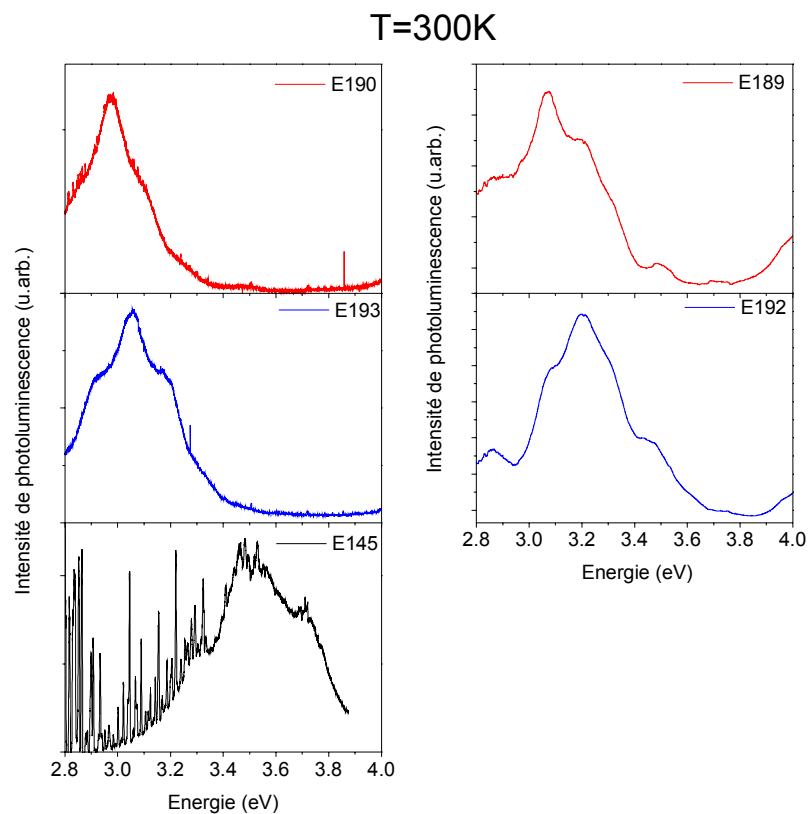 T=300K
E190
E193
E145
Intensité de photoluminescence (u.arb.)
2.8 3.0 3.2 3.4 3.6 3.8 4.0
Energie (eV)
E189
E192
Intensité de photoluminescence (u.arb.)
2.8 3.0 3.2 3.4 3.6 3.8 4.0
Energie (eV)